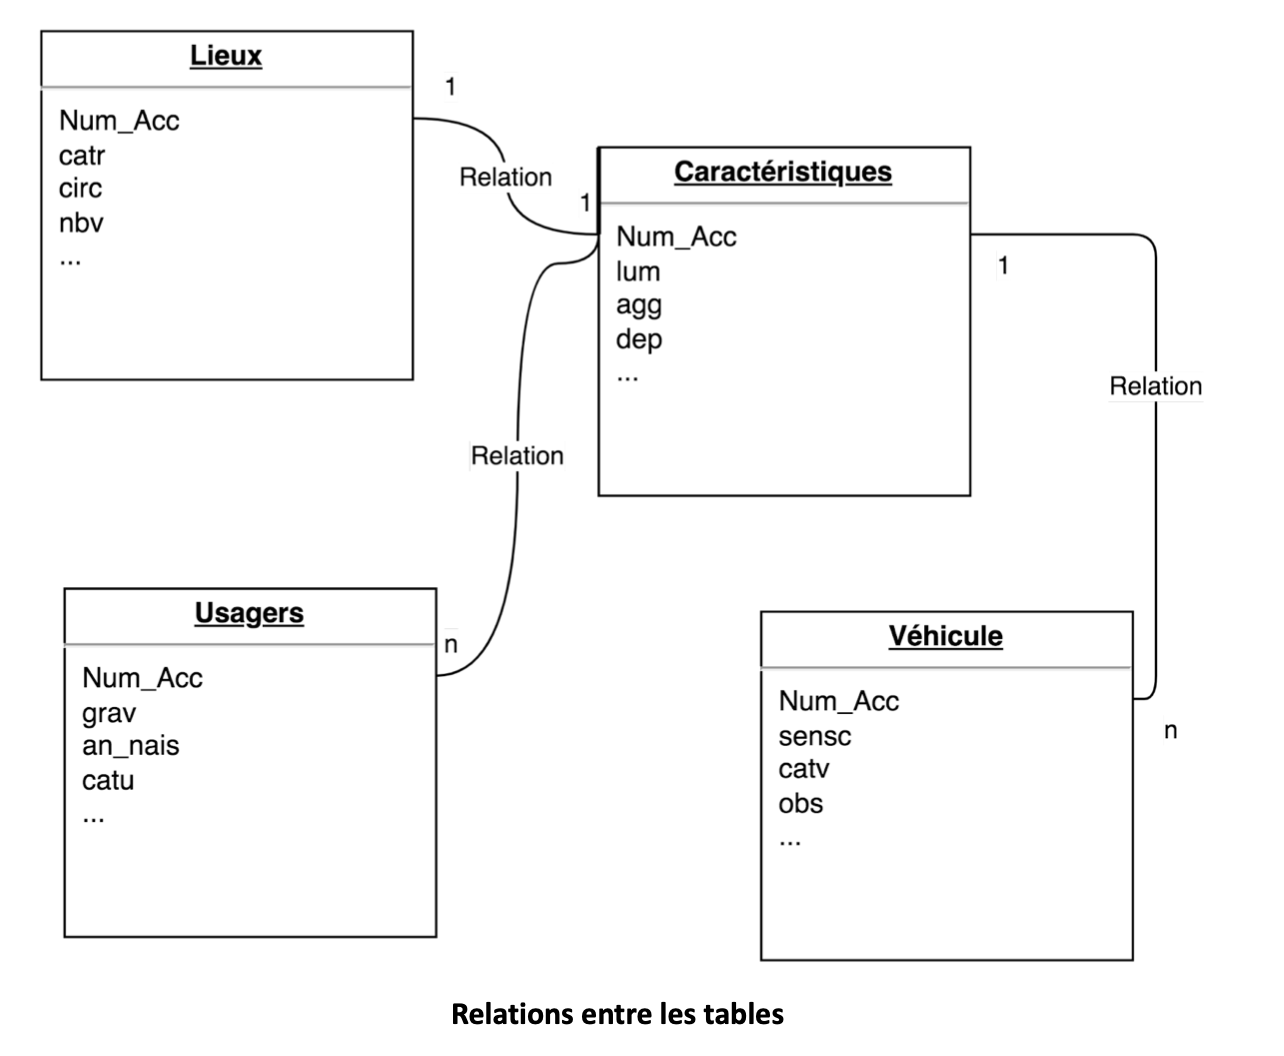 Lieux
Num_Acc
catr
circ
nbv
...
1
Relation
1
Caractéristiques
Num_Acc
lum
agg
dep
...
1
Relation
Relation
Usagers
Num_Acc
grav
an_nais
catu
...
n
Véhicule
Num_Acc
sensc
catv
obs
...
n
Relations entre les tables